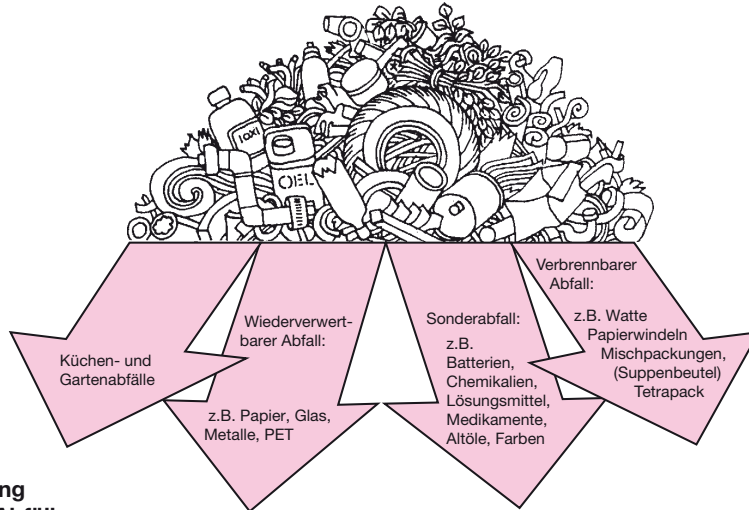 TOXI
OEL
Küchen- und
Gartenabfälle
Wiederverwert-
barer Abfall:
z.B. Papier, Glas,
Metalle, PET
Sonderabfall:
z.B.
Batterien,
Chemikalien,
Lösungsmittel,
Medikamente,
Altöle, Farben
Verbrennbarer
Abfall:
z.B. Watte
Papierwindeln
Mischpackungen,
(Suppenbeutel)
Tetrapack
ng